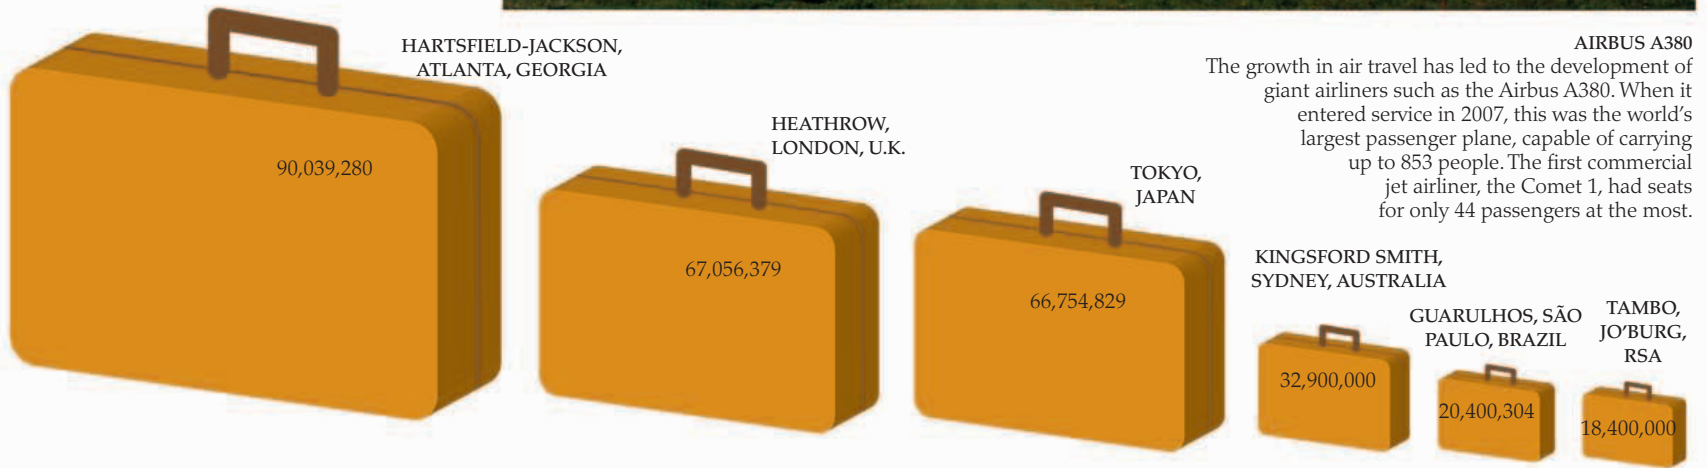 HARTSFIELD-JACKSON,
ATLANTA, GEORGIA
90,039,280
HEATHROW,
LONDON, U.K.
67,056,379
TOKYO,
JAPAN
66,754,829
AIRBUS A380
The growth in air travel has led to the development of
giant airliners such as the Airbus A380. When it
entered service in 2007, this was the world's
largest passenger plane, capable of carrying
up to 853 people. The first commercial
jet airliner, the Comet 1, had seats
for only 44 passengers at the most.
KINGSFORD SMITH,
SYDNEY, AUSTRALIA
32,900,000
GUARULHOS, SÃO
PAULO, BRAZIL
20,400,304
TAMBO,
JO'BURG,
RSA
18,400,000